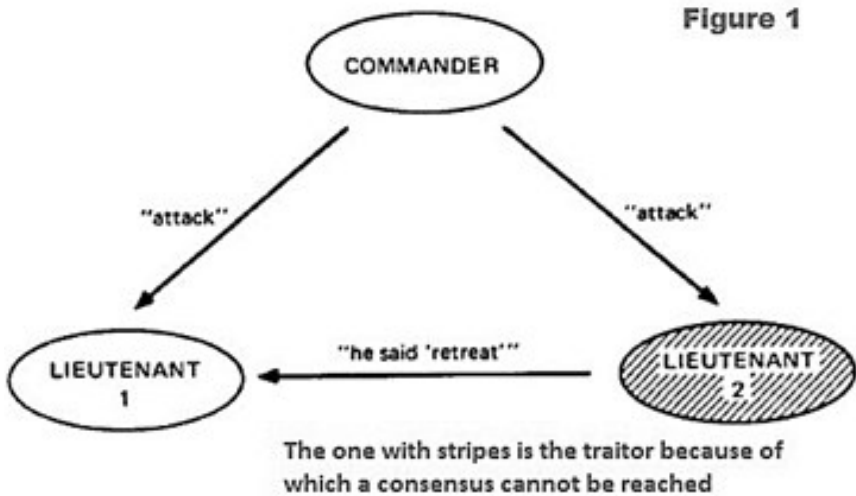 Figure 1
COMMANDER
"attack"
"attack"
LIEUTENANT
1
"he said 'retreat'"
LIEUTENANT
2
The one with stripes is the traitor because of
which a consensus cannot be reached